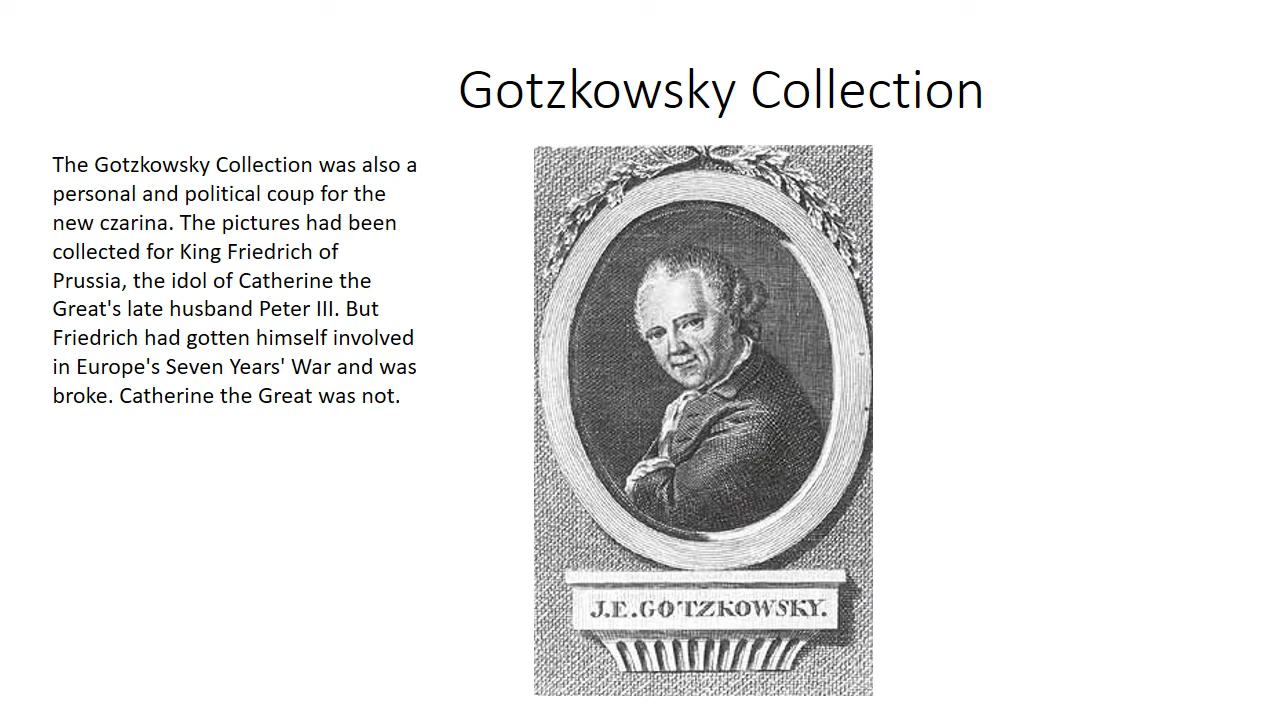 Gotzkowsky Collection
The Gotzkowsky Collection was also a
personal and political coup for the
new czarina. The pictures had been
collected for King Friedrich of
Prussia, the idol of Catherine the
Great's late husband Peter III. But
Friedrich had gotten himself involved
in Europe's Seven Years' War and was
broke. Catherine the Great was not.
J.E.GOTZKOWSKY.